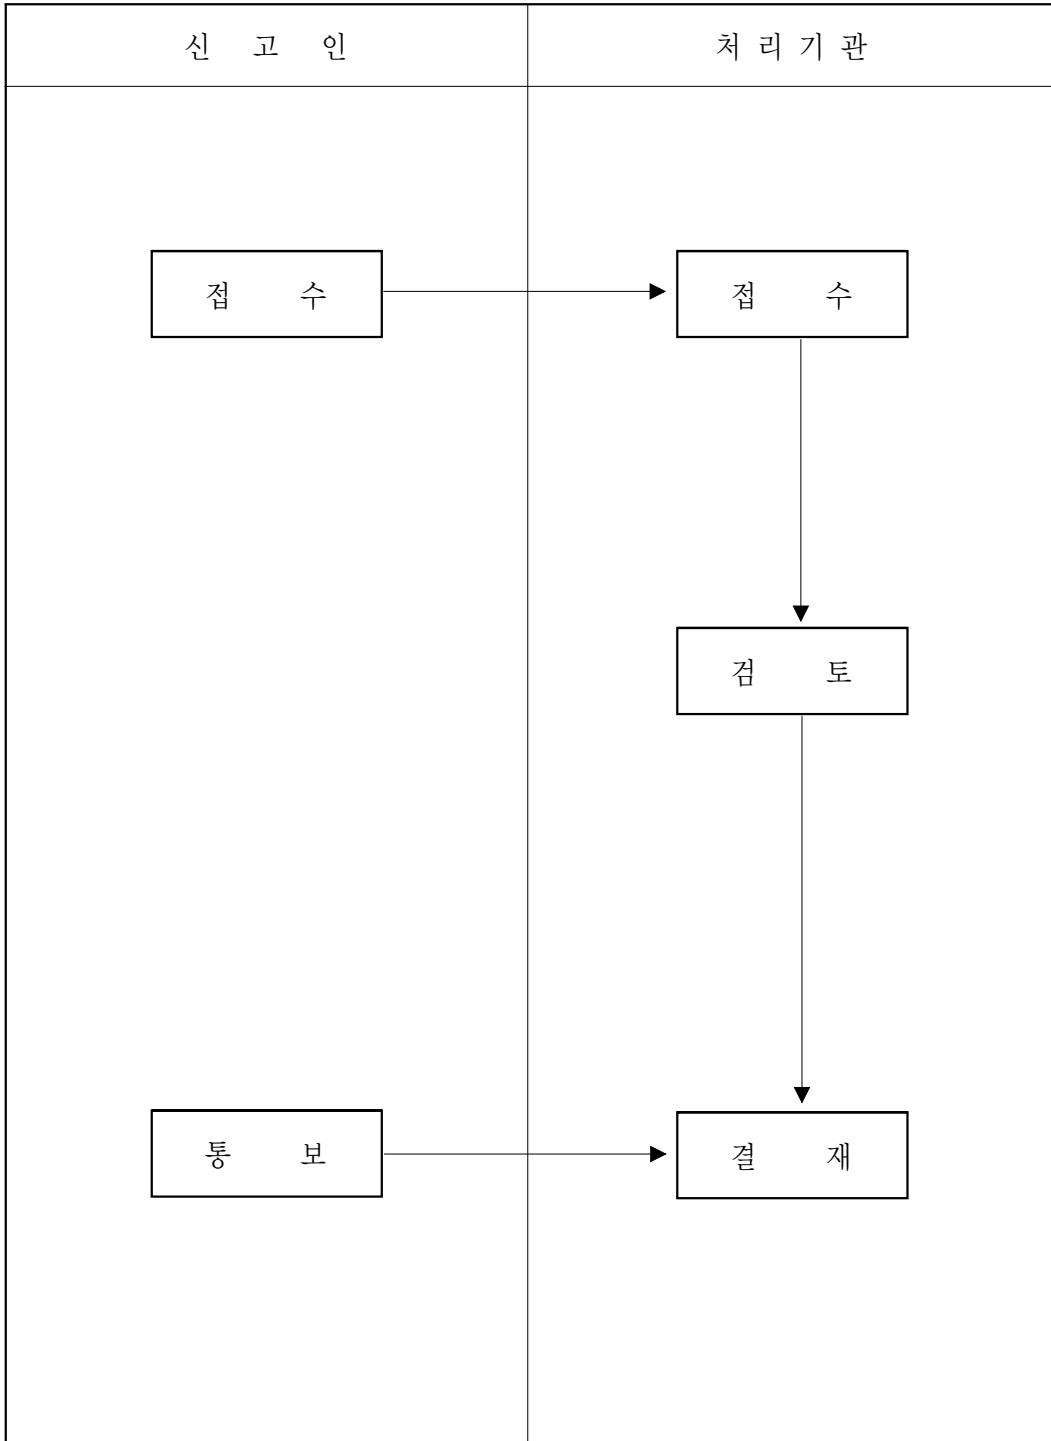 신 고 인
처 리 기 관
접 수
접 수
검 토
통 보
결 재